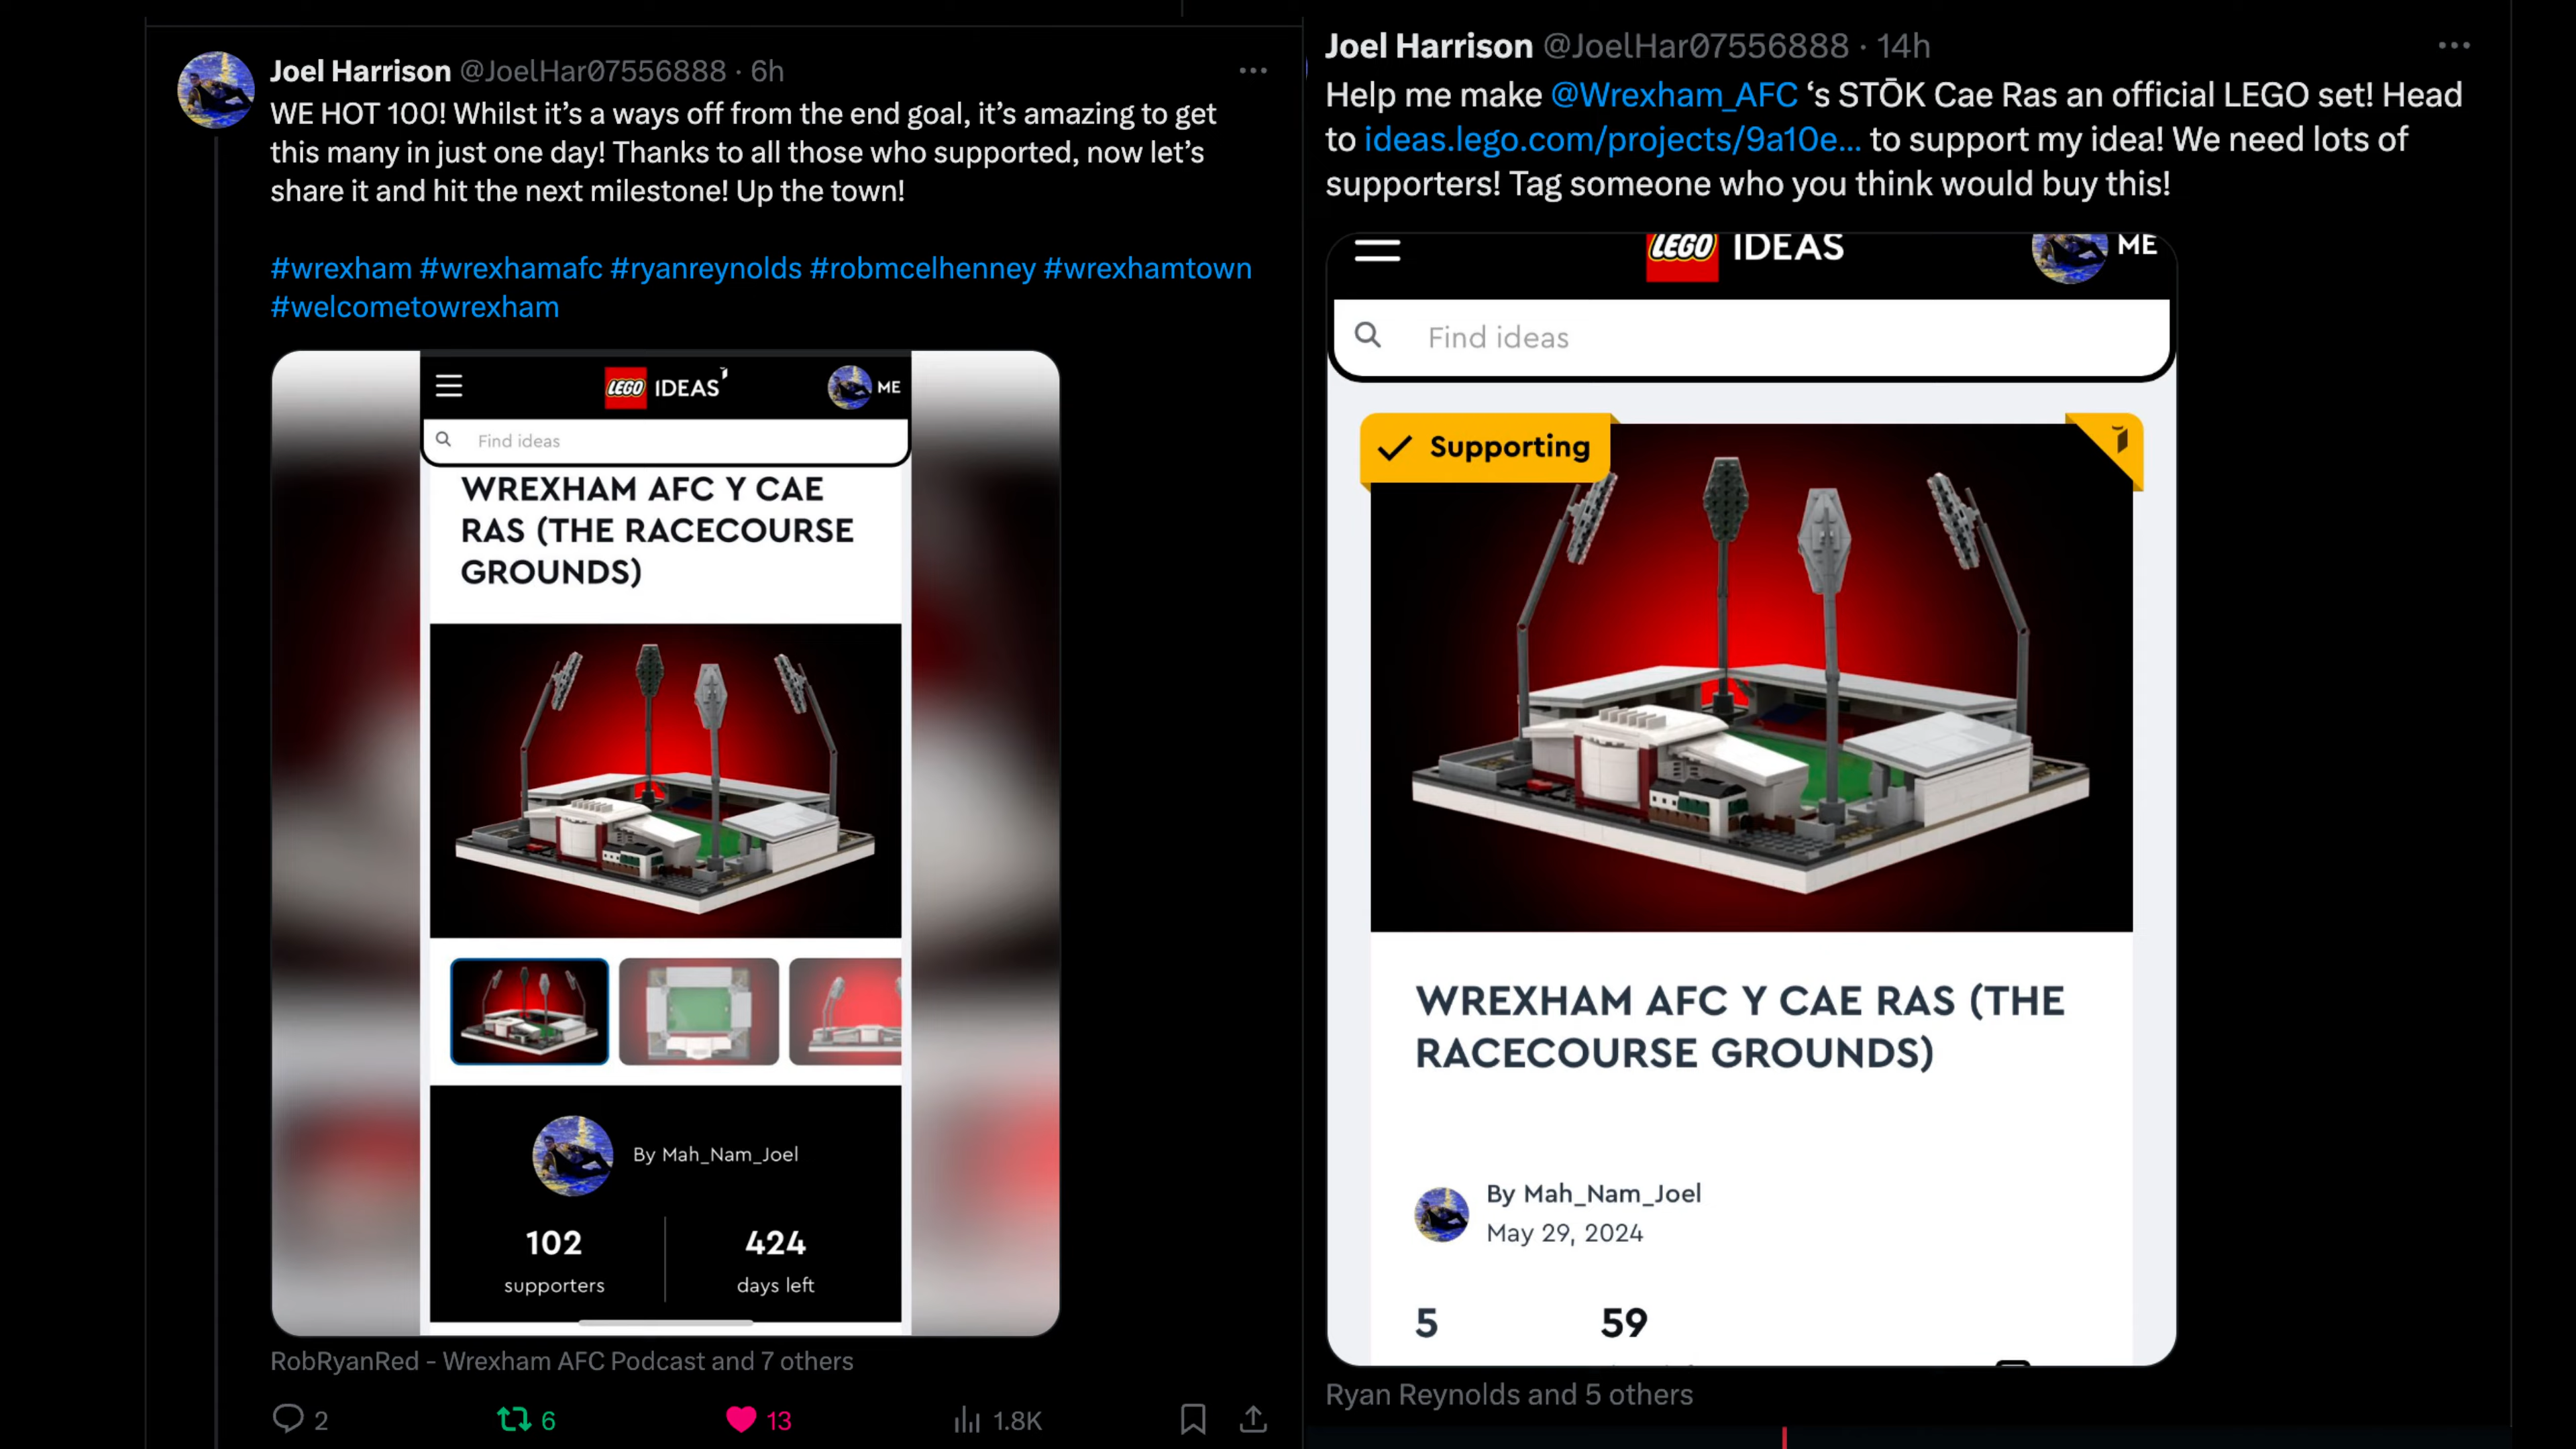 Joel Harrison @JoelHar07556888 · 6h
WE HOT 100! Whilst it’s a ways off from the end goal, it’s amazing to get
this many in just one day! Thanks to all those who supported, now let’s
share it and hit the next milestone! Up the town!
#wrexham #wrexhamafc #ryanreynolds #robmcelhenney #wrexhamtown
#welcometowrexham
LEGO IDEAS ME
Find ideas
WREXHAM AFC Y CAE
RAS (THE RACECOURSE
GROUNDS)
By Mah_Nam_Joel
102 424
supporters days left
RobRyanRed - Wrexham AFC Podcast and 7 others
2 6 13 1.8K
Joel Harrison @JoelHar07556888 · 14h
Help me make @Wrexham_AFC ‘s STŌK Cae Ras an official LEGO set! Head
to ideas.lego.com/projects/9a10e... to support my idea! We need lots of
supporters! Tag someone who you think would buy this!
LEGO IDEAS ME
Find ideas
Supporting
WREXHAM AFC Y CAE RAS (THE
RACECOURSE GROUNDS)
By Mah_Nam_Joel
May 29, 2024
5 59
Ryan Reynolds and 5 others